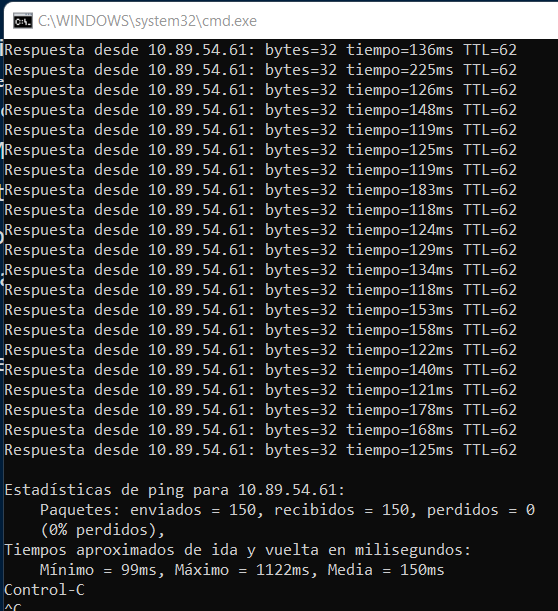 C:\WINDOWS\system32\cmd.exe
Respuesta desde 10.89.54.61: bytes=32 tiempo=136ms TTL=62
Respuesta desde 10.89.54.61: bytes=32 tiempo=225ms TTL=62
Respuesta desde 10.89.54.61: bytes=32 tiempo=126ms TTL=62
Respuesta desde 10.89.54.61: bytes=32 tiempo=148ms TTL=62
Respuesta desde 10.89.54.61: bytes=32 tiempo=119ms TTL=62
Respuesta desde 10.89.54.61: bytes=32 tiempo=125ms TTL=62
Respuesta desde 10.89.54.61: bytes=32 tiempo=119ms TTL=62
Respuesta desde 10.89.54.61: bytes=32 tiempo=183ms TTL=62
Respuesta desde 10.89.54.61: bytes=32 tiempo=118ms TTL=62
Respuesta desde 10.89.54.61: bytes=32 tiempo=124ms TTL=62
Respuesta desde 10.89.54.61: bytes=32 tiempo=129ms TTL=62
Respuesta desde 10.89.54.61: bytes=32 tiempo=134ms TTL=62
Respuesta desde 10.89.54.61: bytes=32 tiempo=118ms TTL=62
Respuesta desde 10.89.54.61: bytes=32 tiempo=153ms TTL=62
Respuesta desde 10.89.54.61: bytes=32 tiempo=158ms TTL=62
Respuesta desde 10.89.54.61: bytes=32 tiempo=122ms TTL=62
Respuesta desde 10.89.54.61: bytes=32 tiempo=140ms TTL=62
Respuesta desde 10.89.54.61: bytes=32 tiempo=121ms TTL=62
Respuesta desde 10.89.54.61: bytes=32 tiempo=178ms TTL=62
Respuesta desde 10.89.54.61: bytes=32 tiempo=168ms TTL=62
Respuesta desde 10.89.54.61: bytes=32 tiempo=125ms TTL=62
Estadísticas de ping para 10.89.54.61:
Paquetes: enviados = 150, recibidos = 150, perdidos = 0
(0% perdidos),
Tiempos aproximados de ida y vuelta en milisegundos:
Mínimo = 99ms, Máximo = 1122ms, Media = 150ms
Control-C
^C